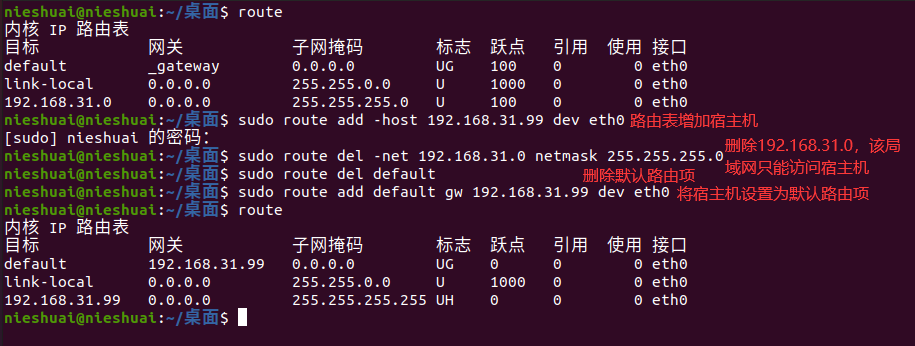 nieshuai@nieshuai:~/桌面$ route
内核 IP 路由表
目标 网关 子网掩码 标志 跃点 引用 使用 接口
default _gateway 0.0.0.0 UG 100 0 0 eth0
link-local 0.0.0.0 255.255.0.0 U 1000 0 0 eth0
192.168.31.0 0.0.0.0 255.255.255.0 U 100 0 0 eth0
nieshuai@nieshuai:~/桌面$ sudo route add -host 192.168.31.99 dev eth0 路由表增加宿主机
[sudo] nieshuai 的密码：
nieshuai@nieshuai:~/桌面$ sudo route del -net 192.168.31.0 netmask 255.255.255.0
删除192.168.31.0，该局
域网只能访问宿主机
nieshuai@nieshuai:~/桌面$ sudo route del default 删除默认路由项
nieshuai@nieshuai:~/桌面$ sudo route add default gw 192.168.31.99 dev eth0 将宿主机设置为默认路由项
nieshuai@nieshuai:~/桌面$ route
内核 IP 路由表
目标 网关 子网掩码 标志 跃点 引用 使用 接口
default 192.168.31.99 0.0.0.0 UG 0 0 0 eth0
link-local 0.0.0.0 255.255.0.0 U 1000 0 0 eth0
192.168.31.99 0.0.0.0 255.255.255.255 UH 0 0 0 eth0
nieshuai@nieshuai:~/桌面$